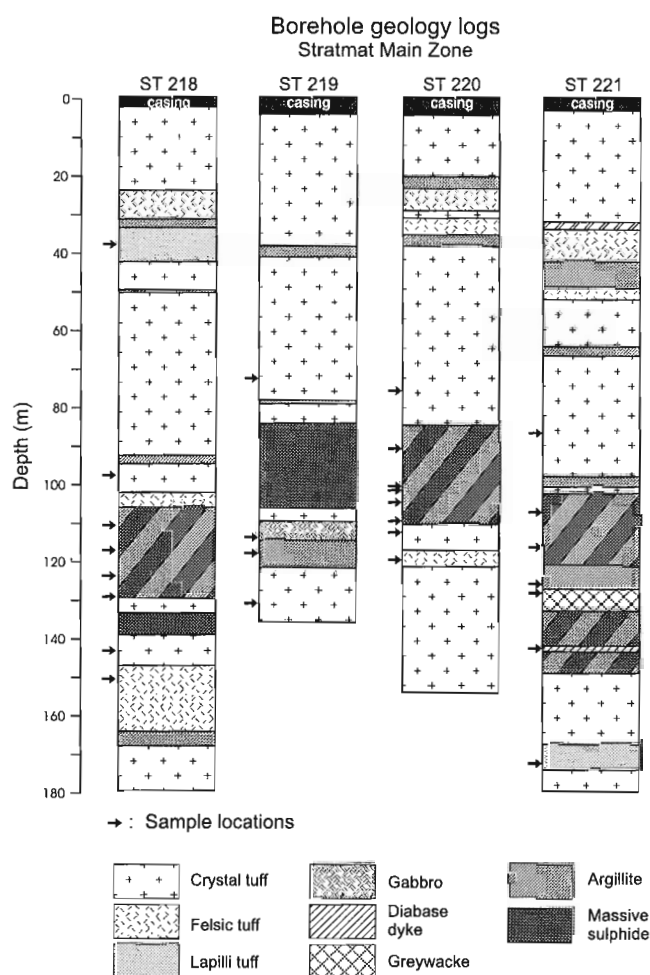 Borehole geology logs
Stratmat Main Zone
ST 218 ST 219 ST 220 ST 221
casing casing casing casing
Depth (m)
0
20
40
60
80
100
120
140
160
180
: Sample locations
Crystal tuff
Felsic tuff
Lapilli tuff
Gabbro
Diabase
dyke
Greywacke
Argillite
Massive
sulphide